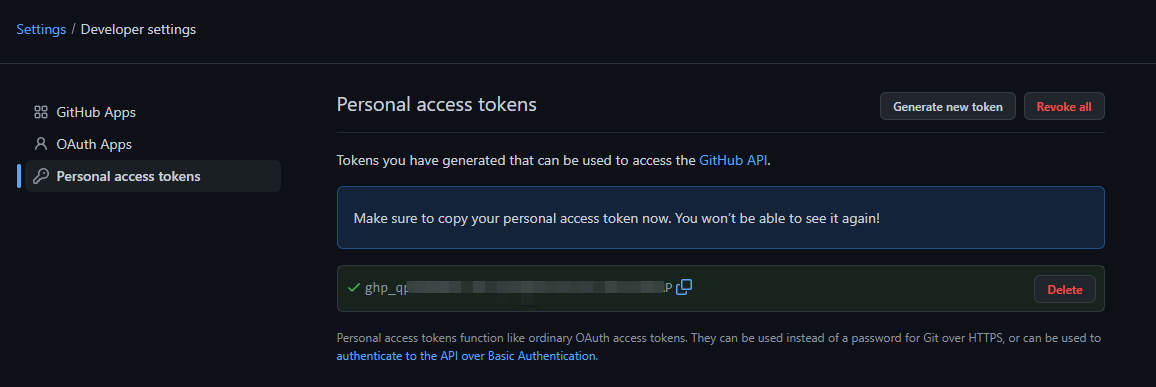 Settings / Developer settings
GitHub Apps
OAuth Apps
Personal access tokens
Personal access tokens
Generate new token
Revoke all
Tokens you have generated that can be used to access the GitHub API.
Make sure to copy your personal access token now. You won’t be able to see it again!
ghp_qp
P
Delete
Personal access tokens function like ordinary OAuth access tokens. They can be used instead of a password for Git over HTTPS, or can be used to
authenticate to the API over Basic Authentication.